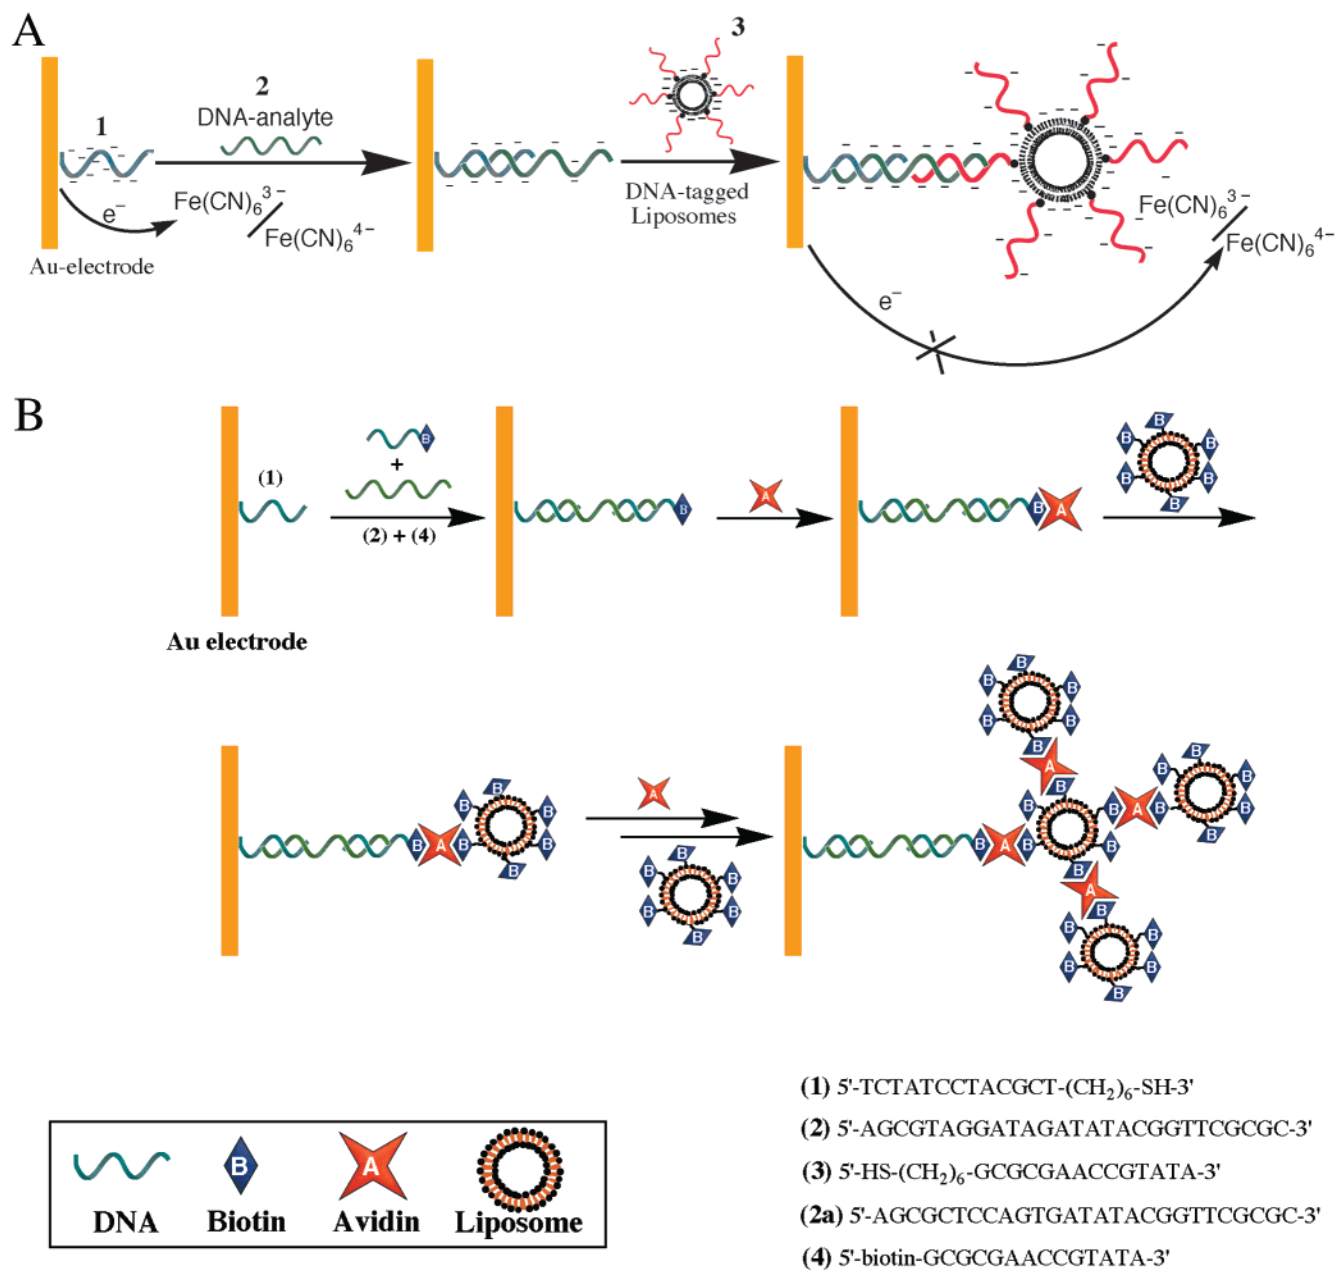 A
3
2
DNA-analyte
1
DNA-tagged
Liposomes
e⁻
Fe(CN)₆³⁻
Fe(CN)₆⁴⁻
Au-electrode
Fe(CN)₆³⁻
Fe(CN)₆⁴⁻
e⁻
B
(1)
B
+
(2) + (4)
B
A
B A
B B B B B B
Au electrode
B A B B B B B B
A
B B B B B B
B A B B B B B B
A B B B B B B
A B B B B B B
A B B B B B B
B
A
DNA
Biotin
Avidin
Liposome
(1) 5'-TCTATCCTACGCT-(CH₂)₆-SH-3'
(2) 5'-AGCGTAGGATAGATATACGGTTCGCGC-3'
(3) 5'-HS-(CH₂)₆-GCGCGAACCGTATA-3'
(2a) 5'-AGCGCTCCAGTGATATACGGTTCGCGC-3'
(4) 5'-biotin-GCGCGAACCGTATA-3'